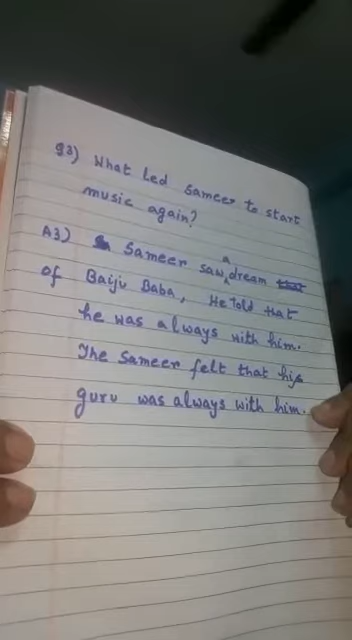 Q3) What led Sameer to start
music again?
A3) Sameer saw a dream that
of Baiju Baba, He told that
he was always with him.
The Sameer felt that his
guru was always with him.